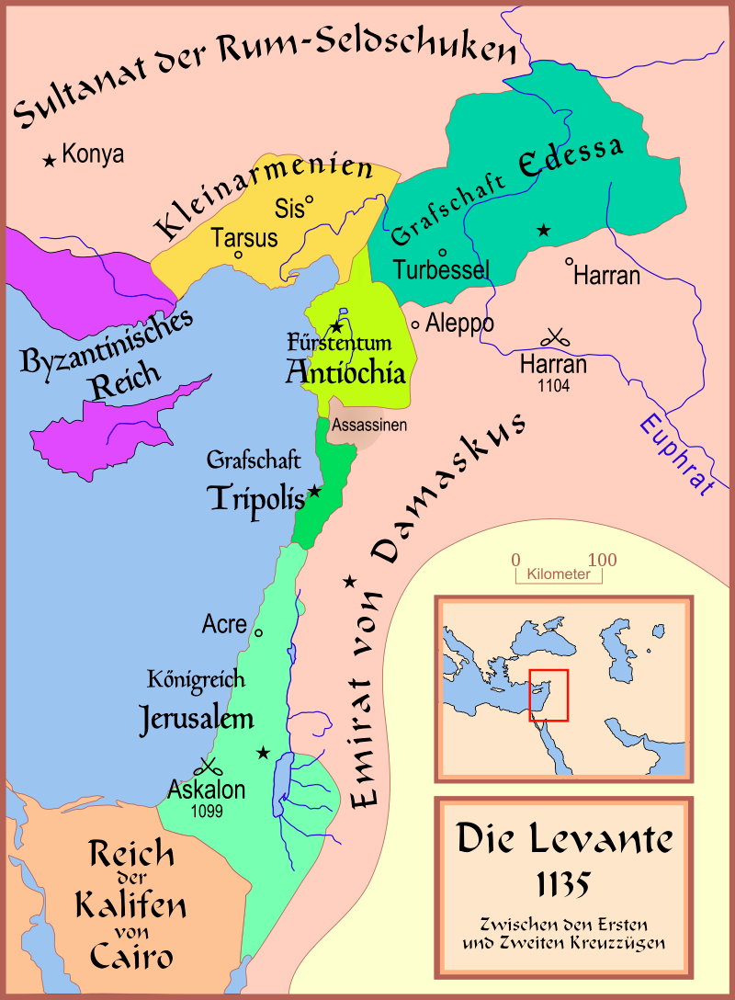 Sultanat der Rum-Seldschuken
Konya
Kleinarmenien
Sis
Tarsus
Grafschaft Edessa
Turbessel
Harran
Aleppo
Harran
1104
Byzantinisches
Reich
Fürstentum
Antiochia
Assassinen
Euphrat
Grafschaft
Tripolis
Emirat von Damaskus
0 100
Kilometer
Acre
Königreich
Jerusalem
Askalon
1099
Reich
der
Kalifen
von
Cairo
Die Levante
1135
Zwischen den Ersten
und Zweiten Kreuzzügen